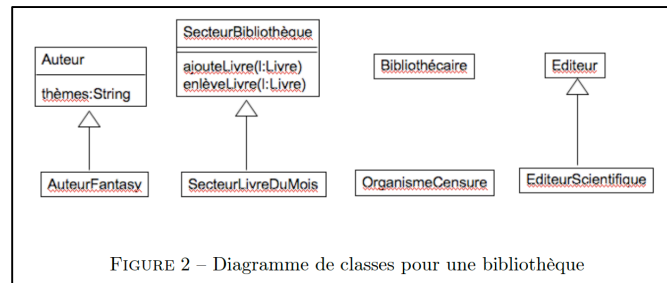 Auteur
thèmes:String
SecteurBibliothèque
ajouteLivre(l:Livre)
enlèveLivre(l:Livre)
Bibliothécaire
Editeur
AuteurFantasy
SecteurLivreDuMois
OrganismeCensure
EditeurScientifique
FIGURE 2 – Diagramme de classes pour une bibliothèque